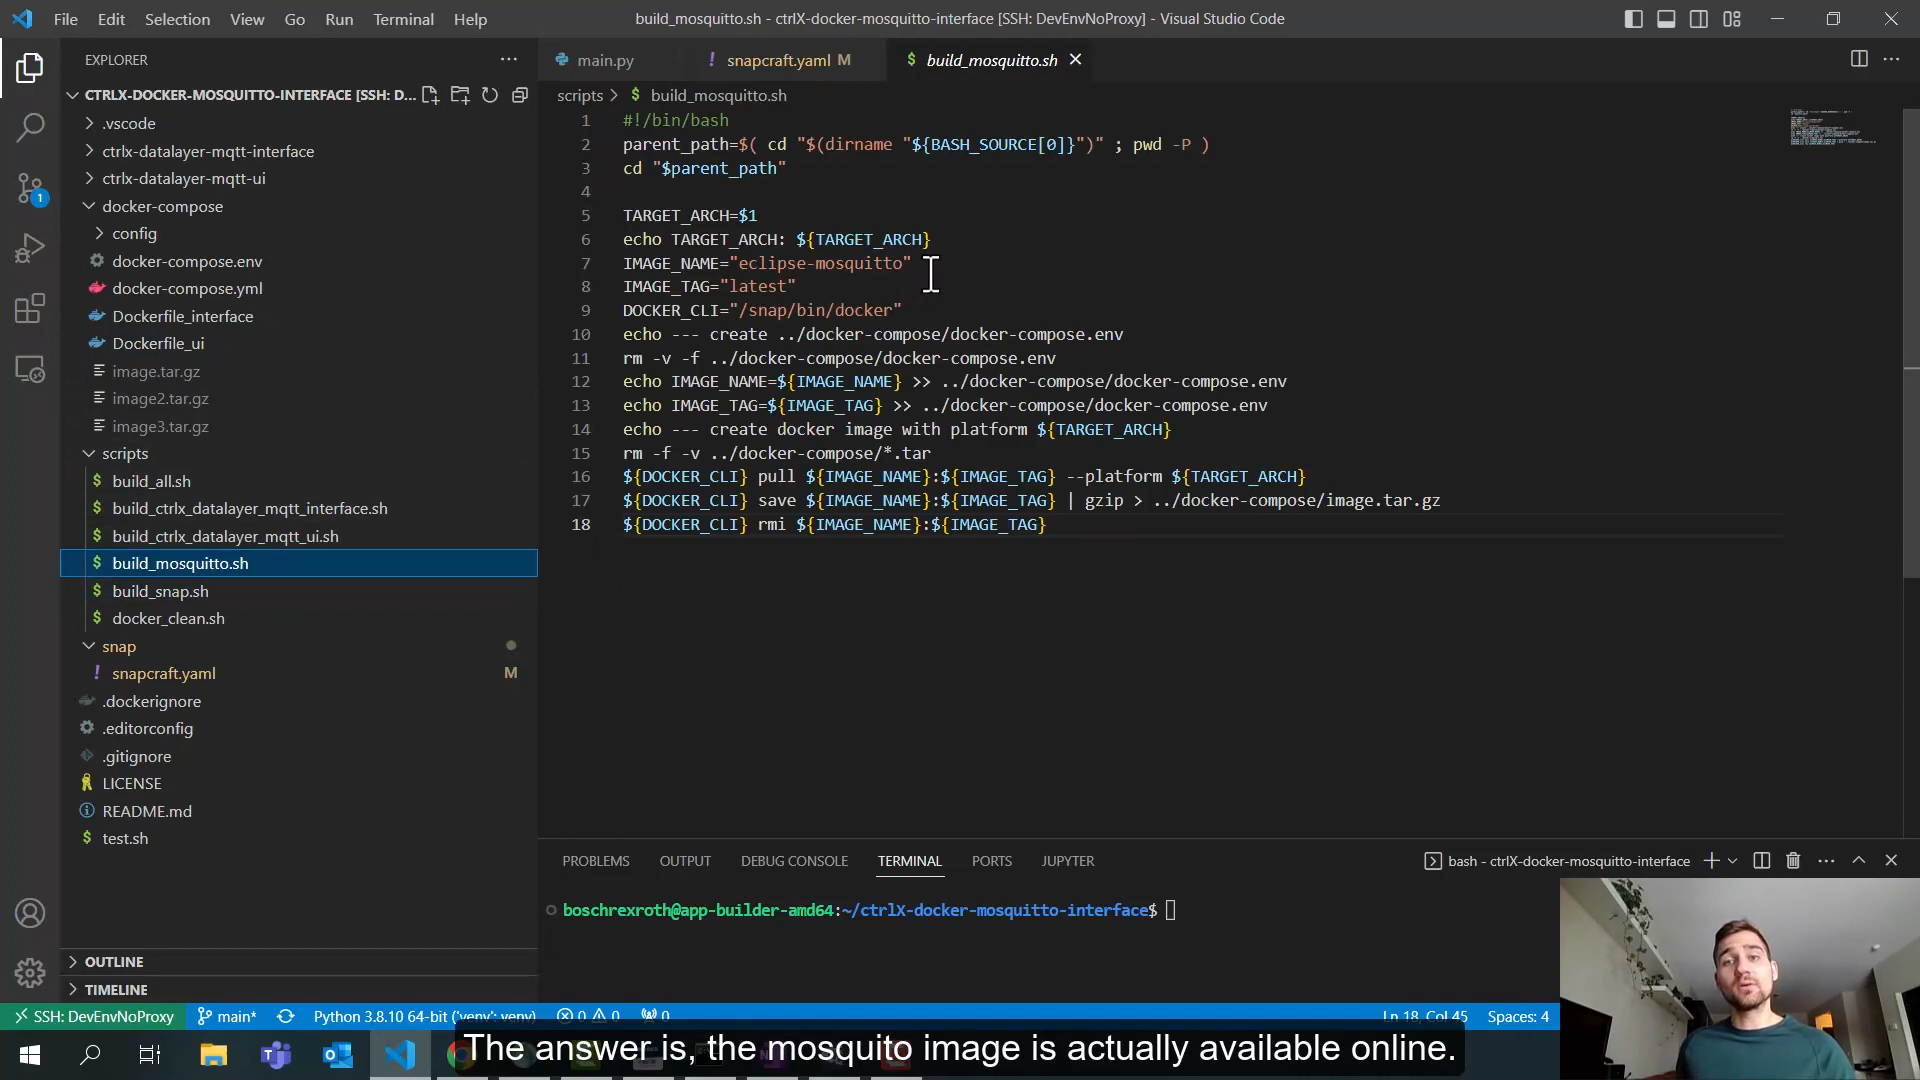 File Edit Selection View Go Run Terminal Help
build_mosquitto.sh - ctrlX-docker-mosquitto-interface [SSH: DevEnvNoProxy] - Visual Studio Code
EXPLORER
CTRLX-DOCKER-MOSQUITTO-INTERFACE [SSH: D...
.vscode
ctrlx-datalayer-mqtt-interface
ctrlx-datalayer-mqtt-ui
docker-compose
config
docker-compose.env
docker-compose.yml
Dockerfile_interface
Dockerfile_ui
image.tar.gz
image2.tar.gz
image3.tar.gz
scripts
$ build_all.sh
$ build_ctrlx_datalayer_mqtt_interface.sh
$ build_ctrlx_datalayer_mqtt_ui.sh
$ build_mosquitto.sh
$ build_snap.sh
$ docker_clean.sh
snap
! snapcraft.yaml M
.dockerignore
.editorconfig
.gitignore
LICENSE
README.md
$ test.sh
OUTLINE
TIMELINE
1
main.py
! snapcraft.yaml M
$ build_mosquitto.sh
scripts > $ build_mosquitto.sh
1 #!/bin/bash
2 parent_path=$( cd "$(dirname "${BASH_SOURCE[0]}")" ; pwd -P )
3 cd "$parent_path"
4
5 TARGET_ARCH=$1
6 echo TARGET_ARCH: ${TARGET_ARCH}
7 IMAGE_NAME="eclipse-mosquitto"
8 IMAGE_TAG="latest"
9 DOCKER_CLI="/snap/bin/docker"
10 echo --- create ../docker-compose/docker-compose.env
11 rm -v -f ../docker-compose/docker-compose.env
12 echo IMAGE_NAME=${IMAGE_NAME} >> ../docker-compose/docker-compose.env
13 echo IMAGE_TAG=${IMAGE_TAG} >> ../docker-compose/docker-compose.env
14 echo --- create docker image with platform ${TARGET_ARCH}
15 rm -f -v ../docker-compose/*.tar
16 ${DOCKER_CLI} pull ${IMAGE_NAME}:${IMAGE_TAG} --platform ${TARGET_ARCH}
17 ${DOCKER_CLI} save ${IMAGE_NAME}:${IMAGE_TAG} | gzip > ../docker-compose/image.tar.gz
18 ${DOCKER_CLI} rmi ${IMAGE_NAME}:${IMAGE_TAG}
PROBLEMS OUTPUT DEBUG CONSOLE TERMINAL PORTS JUPYTER
bash - ctrlX-docker-mosquitto-interface
boschrexroth@app-builder-amd64:~/ctrlX-docker-mosquitto-interface$
SSH: DevEnvNoProxy main* Python 3.8.10 64-bit ('venv': venv) 0 0 0 Ln 18, Col 45 Spaces: 4
The answer is, the mosquito image is actually available online.